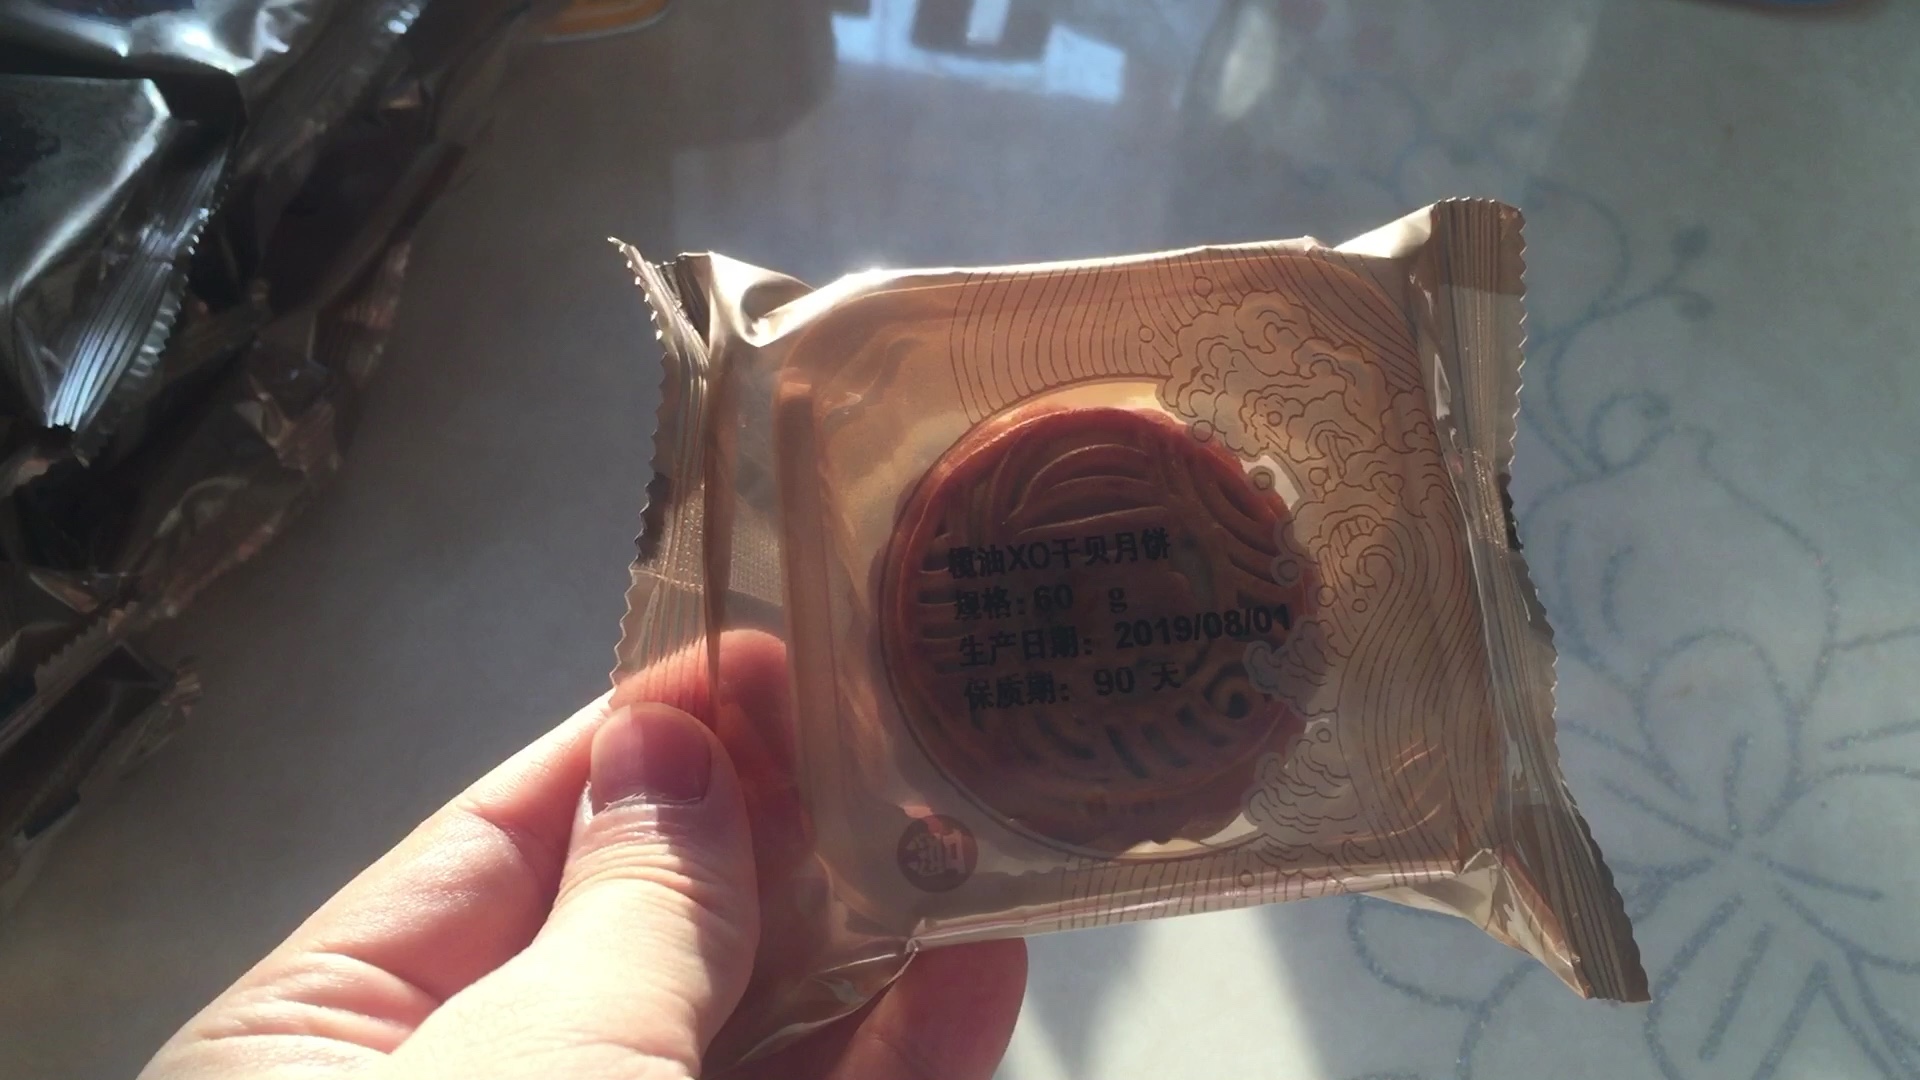 榄油XO干贝月饼
规格:60 g
生产日期: 2019/08/01
保质期: 90 天